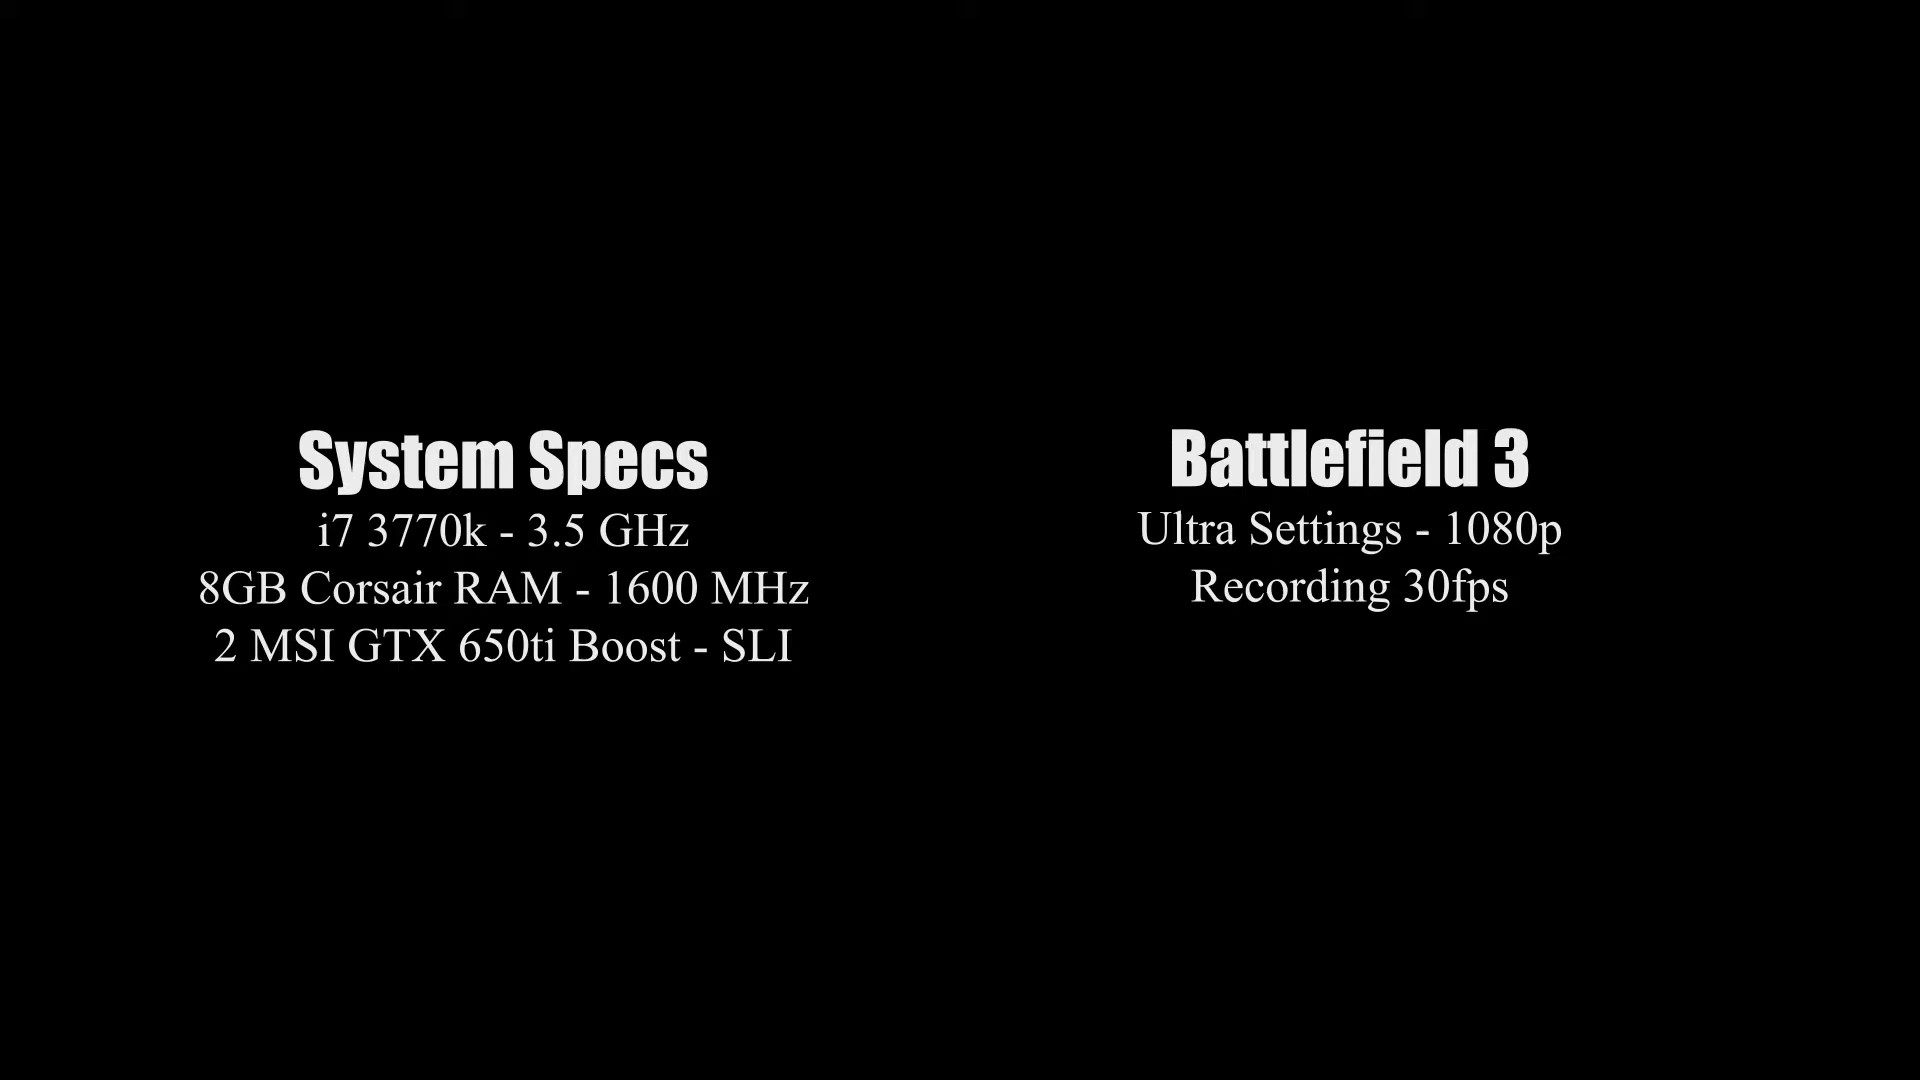 System Specs
i7 3770k - 3.5 GHz
8GB Corsair RAM - 1600 MHz
2 MSI GTX 650ti Boost - SLI
Battlefield 3
Ultra Settings - 1080p
Recording 30fps